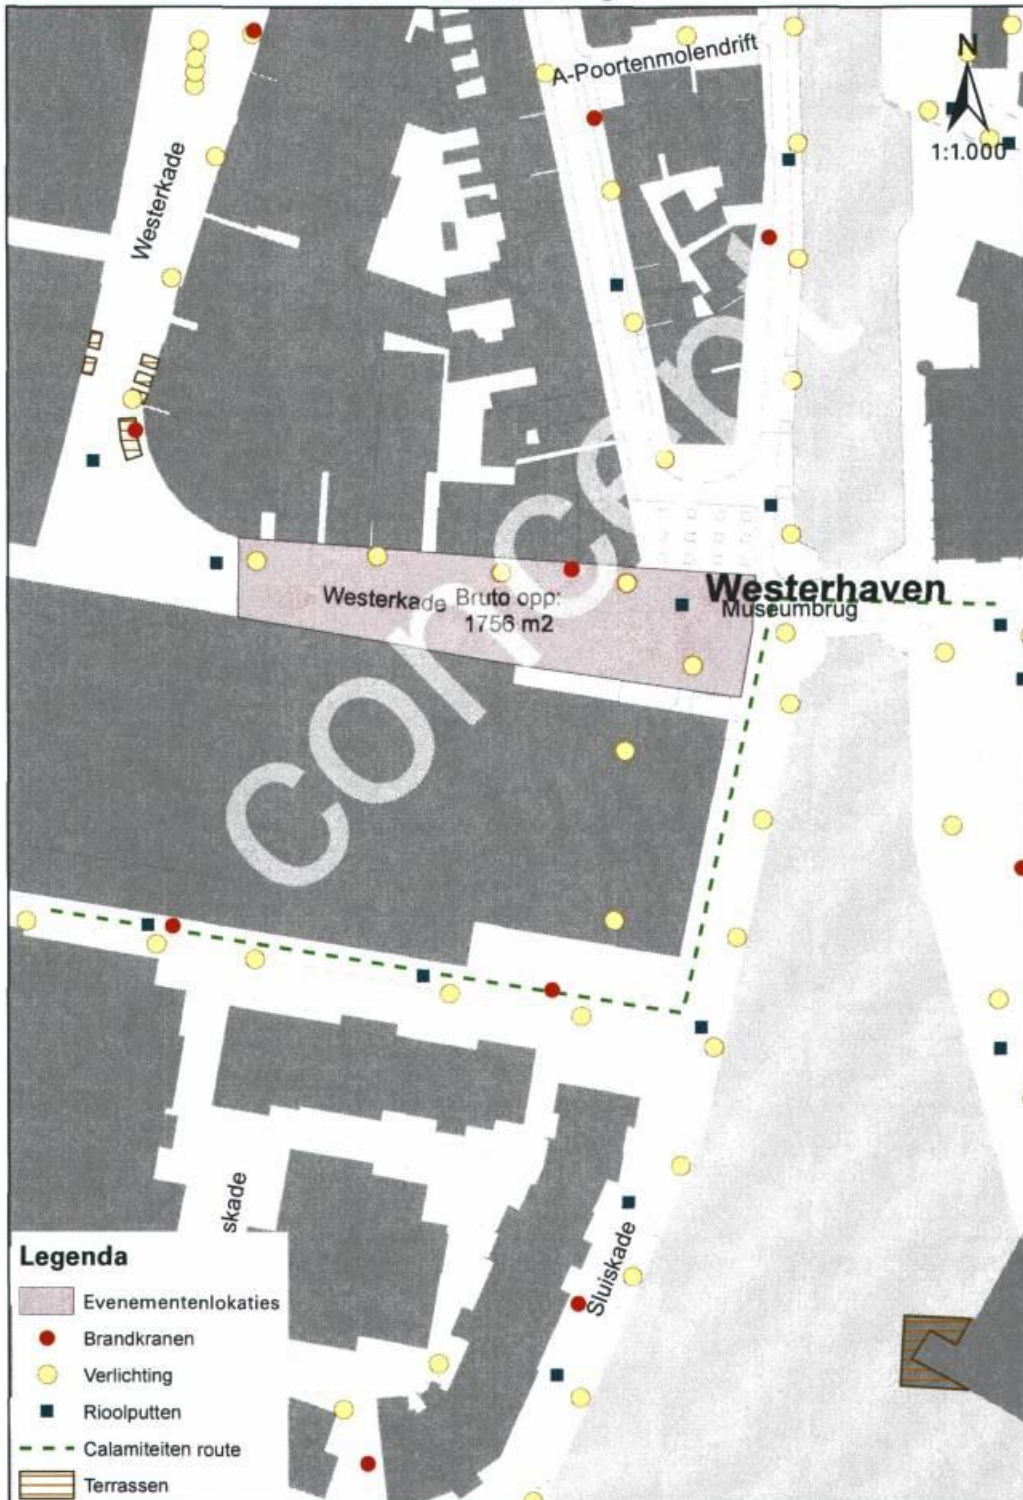 A-Poortenmolendrift
N
1:1.000
Westerkade
concept
Westerhaven
Museumbrug
Westerkade
Bruto opp:
1756 m2
skade
Sluiskade
Legenda
Evenementenlokaties
Brandkranen
Verlichting
Rioolputten
Calamiteiten route
Terrassen